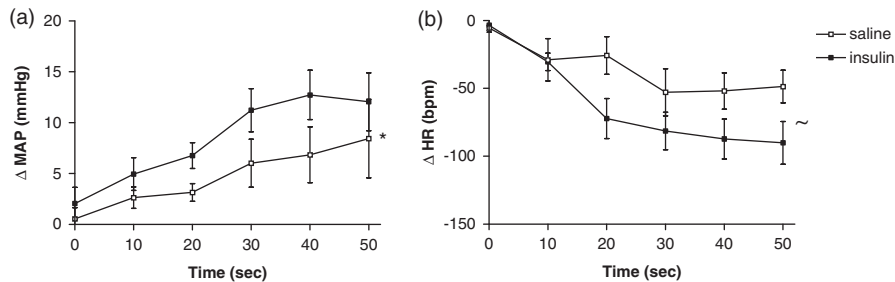 (a)
20
15
10
5
0
Δ MAP (mmHg)
*
0 10 20 30 40 50
Time (sec)
(b)
0
-50
-100
-150
Δ HR (bpm)
~
0 10 20 30 40 50
Time (sec)
saline
insulin